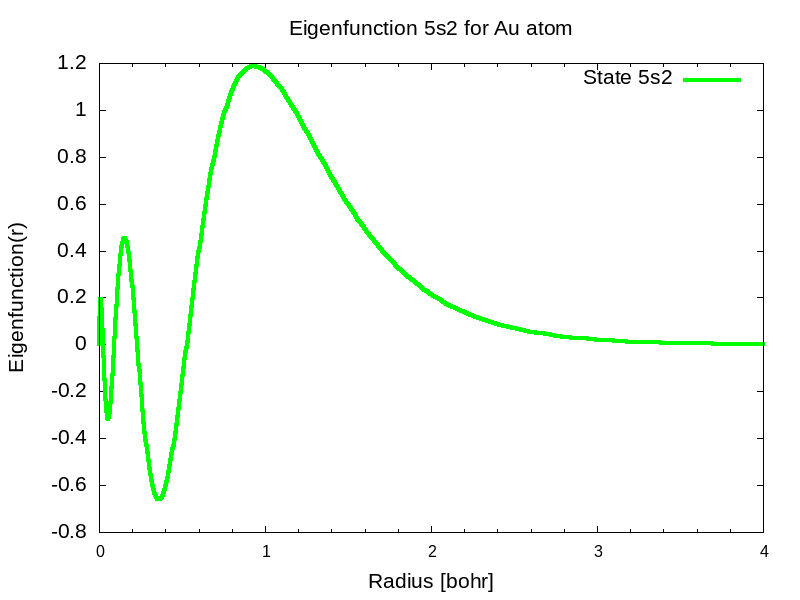 Eigenfunction 5s2 for Au atom
State 5s2
1.2
1
0.8
0.6
0.4
0.2
0
-0.2
-0.4
-0.6
-0.8
Eigenfunction(r)
0 1 2 3 4
Radius [bohr]